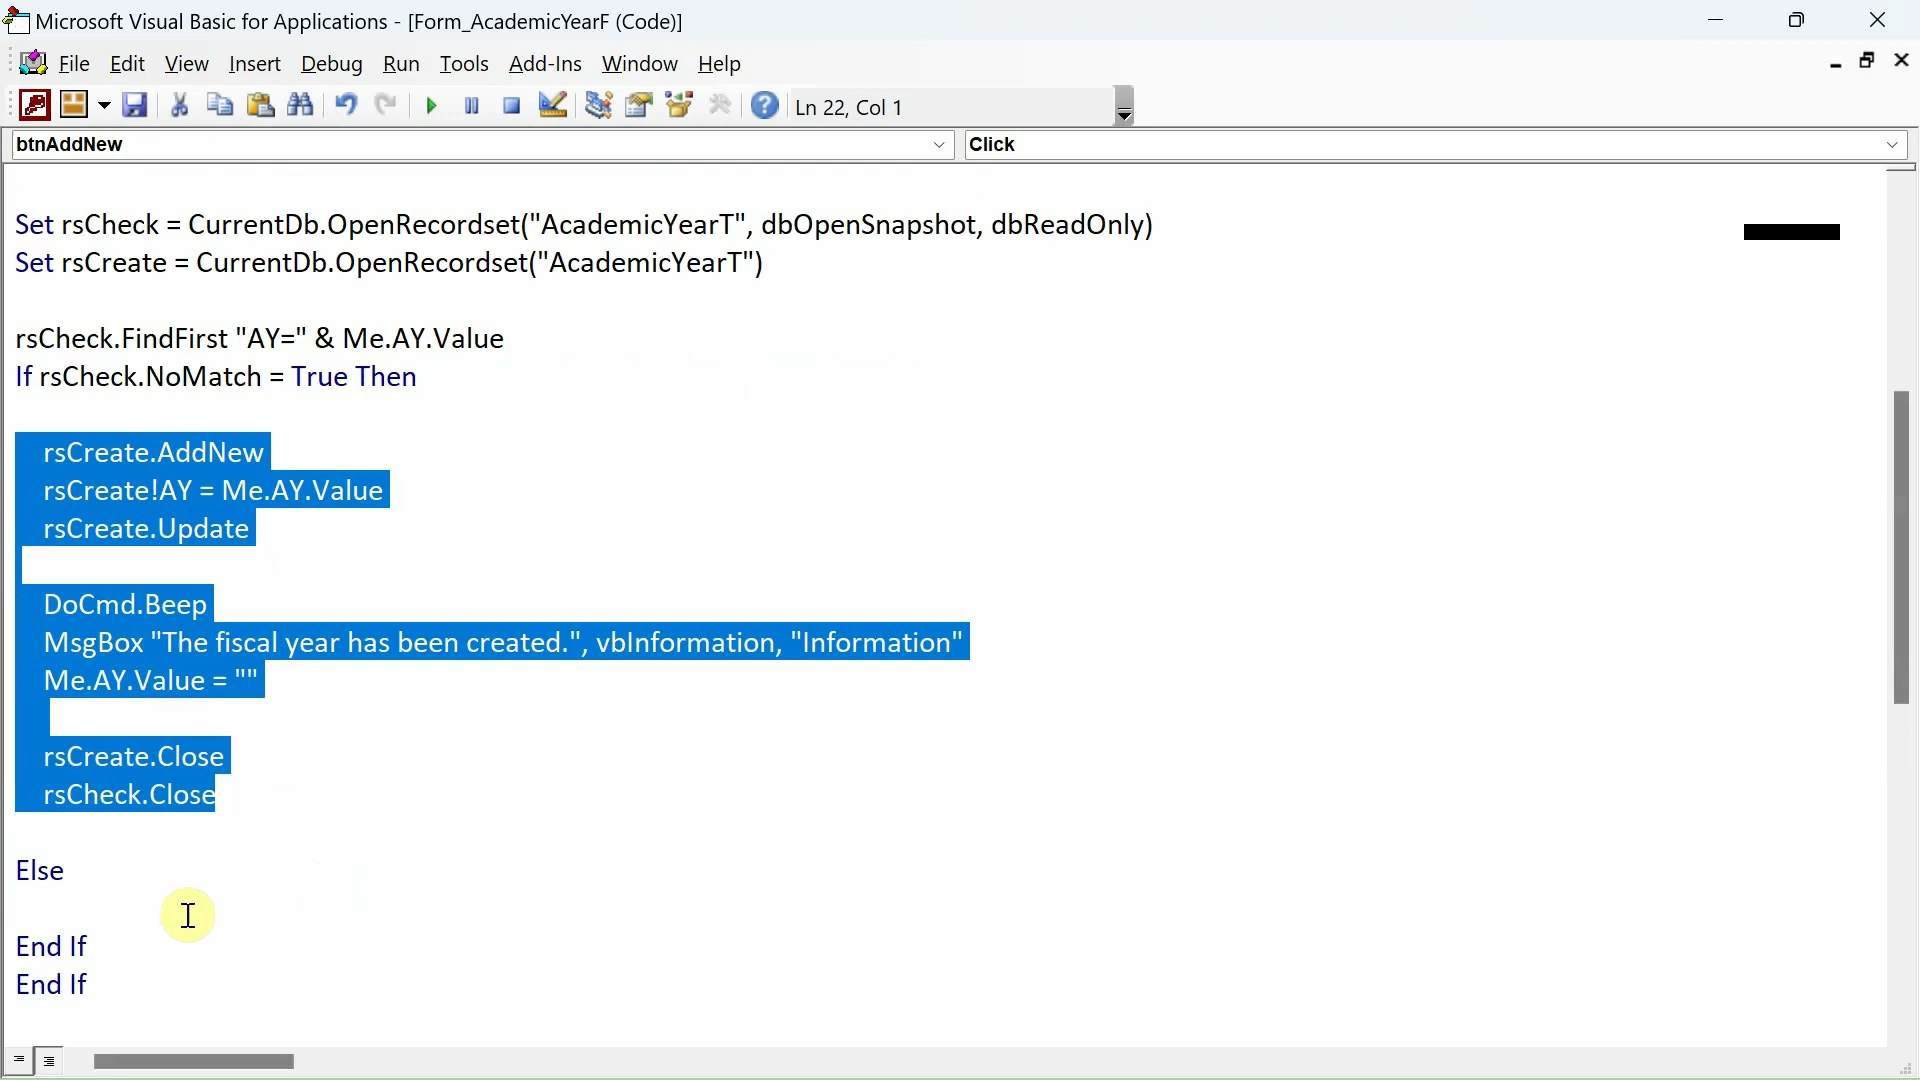 Microsoft Visual Basic for Applications - [Form_AcademicYearF (Code)]
File Edit View Insert Debug Run Tools Add-Ins Window Help
Ln 22, Col 1
btnAddNew
Click
Set rsCheck = CurrentDb.OpenRecordset("AcademicYearT", dbOpenSnapshot, dbReadOnly)
Set rsCreate = CurrentDb.OpenRecordset("AcademicYearT")
rsCheck.FindFirst "AY=" & Me.AY.Value
If rsCheck.NoMatch = True Then
rsCreate.AddNew
rsCreate!AY = Me.AY.Value
rsCreate.Update
DoCmd.Beep
MsgBox "The fiscal year has been created.", vbInformation, "Information"
Me.AY.Value = ""
rsCreate.Close
rsCheck.Close
Else
End If
End If